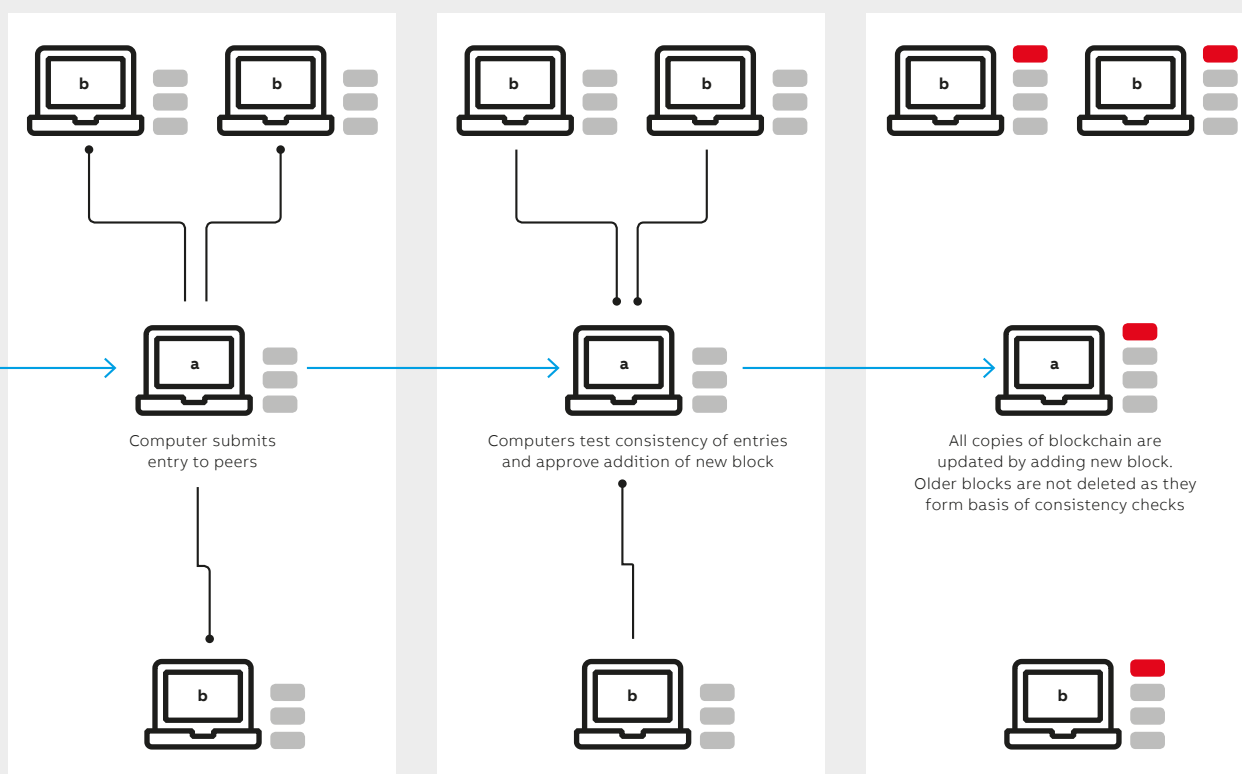 b
b
b
b
b
b
a
a
a
Computer submits
entry to peers
Computers test consistency of entries
and approve addition of new block
All copies of blockchain are
updated by adding new block.
Older blocks are not deleted as they
form basis of consistency checks
b
b
b